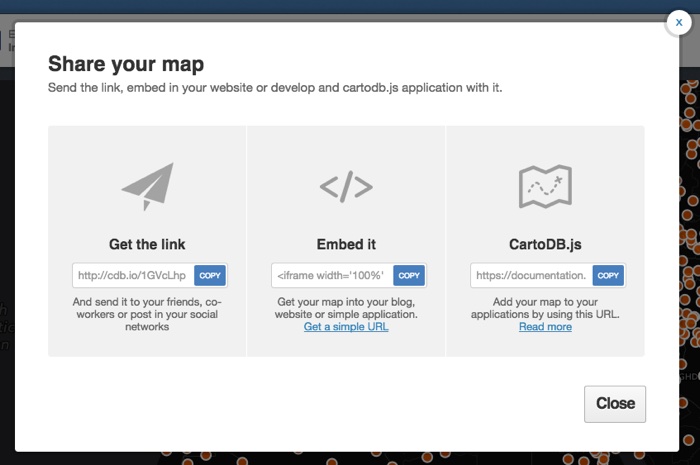 x
Share your map
Send the link, embed in your website or develop and cartodb.js application with it.
Get the link
http://cdb.io/1GVcLhp COPY
And send it to your friends, co-
workers or post in your social
networks
Embed it
<iframe width='100%' COPY
Get your map into your blog,
website or simple application.
Get a simple URL
CartoDB.js
https://documentation. COPY
Add your map to your
applications by using this URL.
Read more
Close